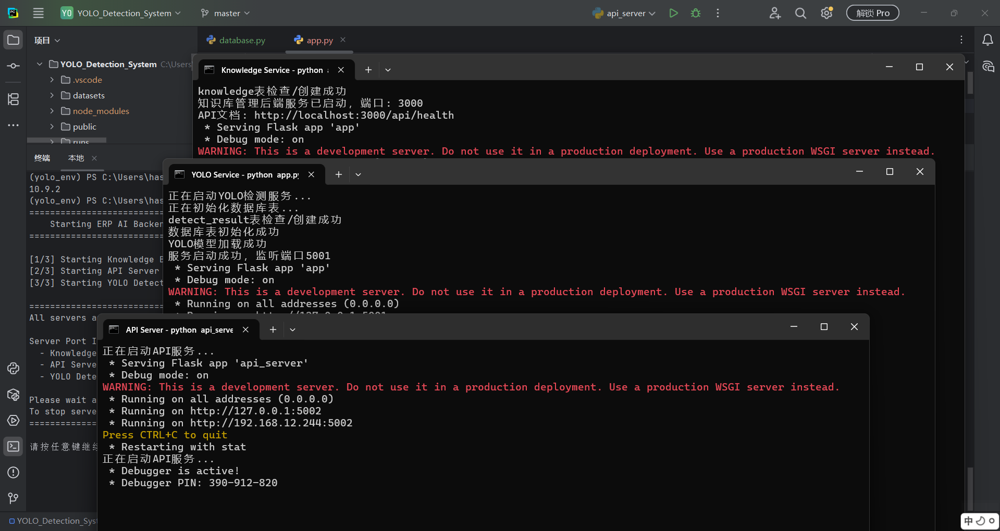 YO YOLO_Detection_System master api_server 解锁 Pro
项目
database.py app.py
YOLO_Detection_System C:\Users
.vscode
datasets
node_modules
public
runs
Knowledge Service - python
knowledge表检查/创建成功
知识库管理后端服务已启动, 端口: 3000
API文档: http://localhost:3000/api/health
* Serving Flask app 'app'
* Debug mode: on
WARNING: This is a development server. Do not use it in a production deployment. Use a production WSGI server instead.
终端 本地
(yolo_env) PS C:\Users\has
10.9.2
(yolo_env) PS C:\Users\has
==========================
Starting ERP AI Backen
==========================
[1/3] Starting Knowledge B
[2/3] Starting API Server
[3/3] Starting YOLO Detect
==========================
All servers a
Server Port I
- Knowledge
- API Serve
- YOLO Dete
Please wait a
To stop serve
=============
请按任意键继续
YOLO Service - python app.py
正在启动YOLO检测服务...
正在初始化数据库表...
detect_result表检查/创建成功
数据库表初始化成功
YOLO模型加载成功
服务启动成功, 监听端口5001
* Serving Flask app 'app'
* Debug mode: on
WARNING: This is a development server. Do not use it in a production deployment. Use a production WSGI server instead.
* Running on all addresses (0.0.0.0)
* Running on http://127.0.0.1:5001
API Server - python api_serve
正在启动API服务...
* Serving Flask app 'api_server'
* Debug mode: on
WARNING: This is a development server. Do not use it in a production deployment. Use a production WSGI server instead.
* Running on all addresses (0.0.0.0)
* Running on http://127.0.0.1:5002
* Running on http://192.168.12.244:5002
Press CTRL+C to quit
* Restarting with stat
正在启动API服务...
* Debugger is active!
* Debugger PIN: 390-912-820
YOLO_Detection_Syst
中